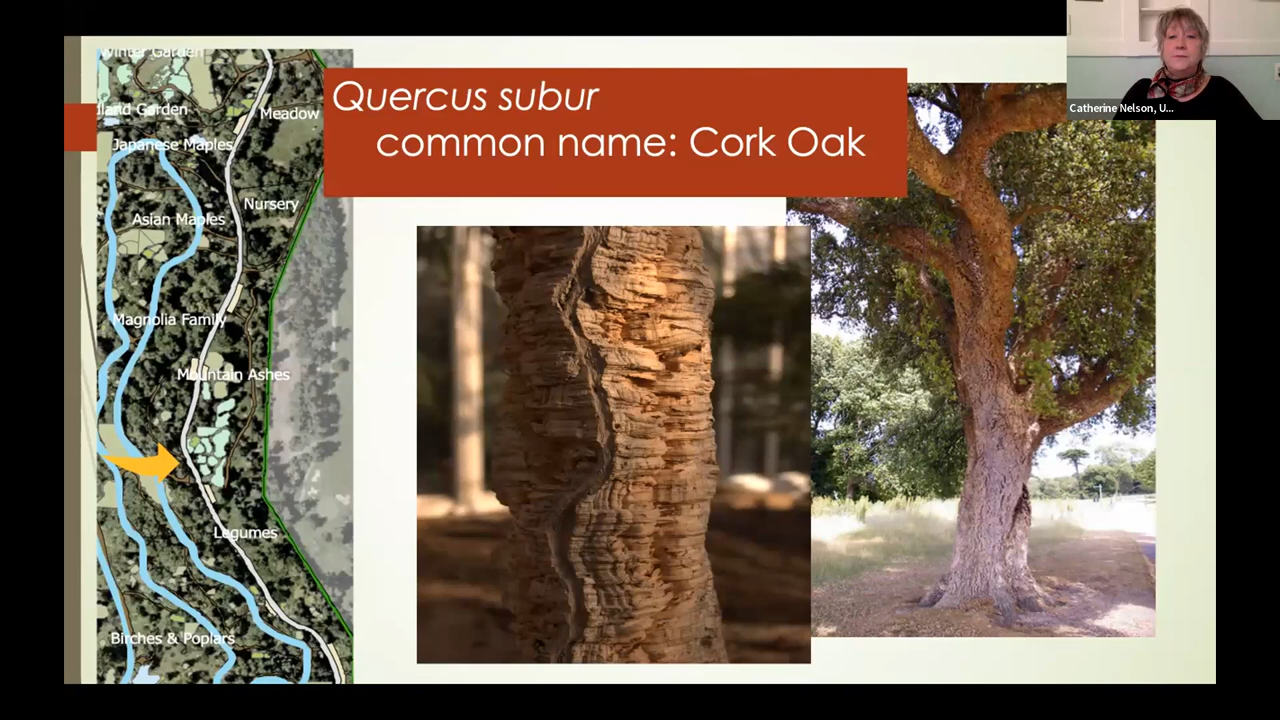 Quercus subur
common name: Cork Oak
Catherine Nelson, U...
Winter Garden
land Garden
Meadow
Japanese Maples
Nursery
Asian Maples
Magnolia Family
Mountain Ashes
Legumes
Birches & Poplars